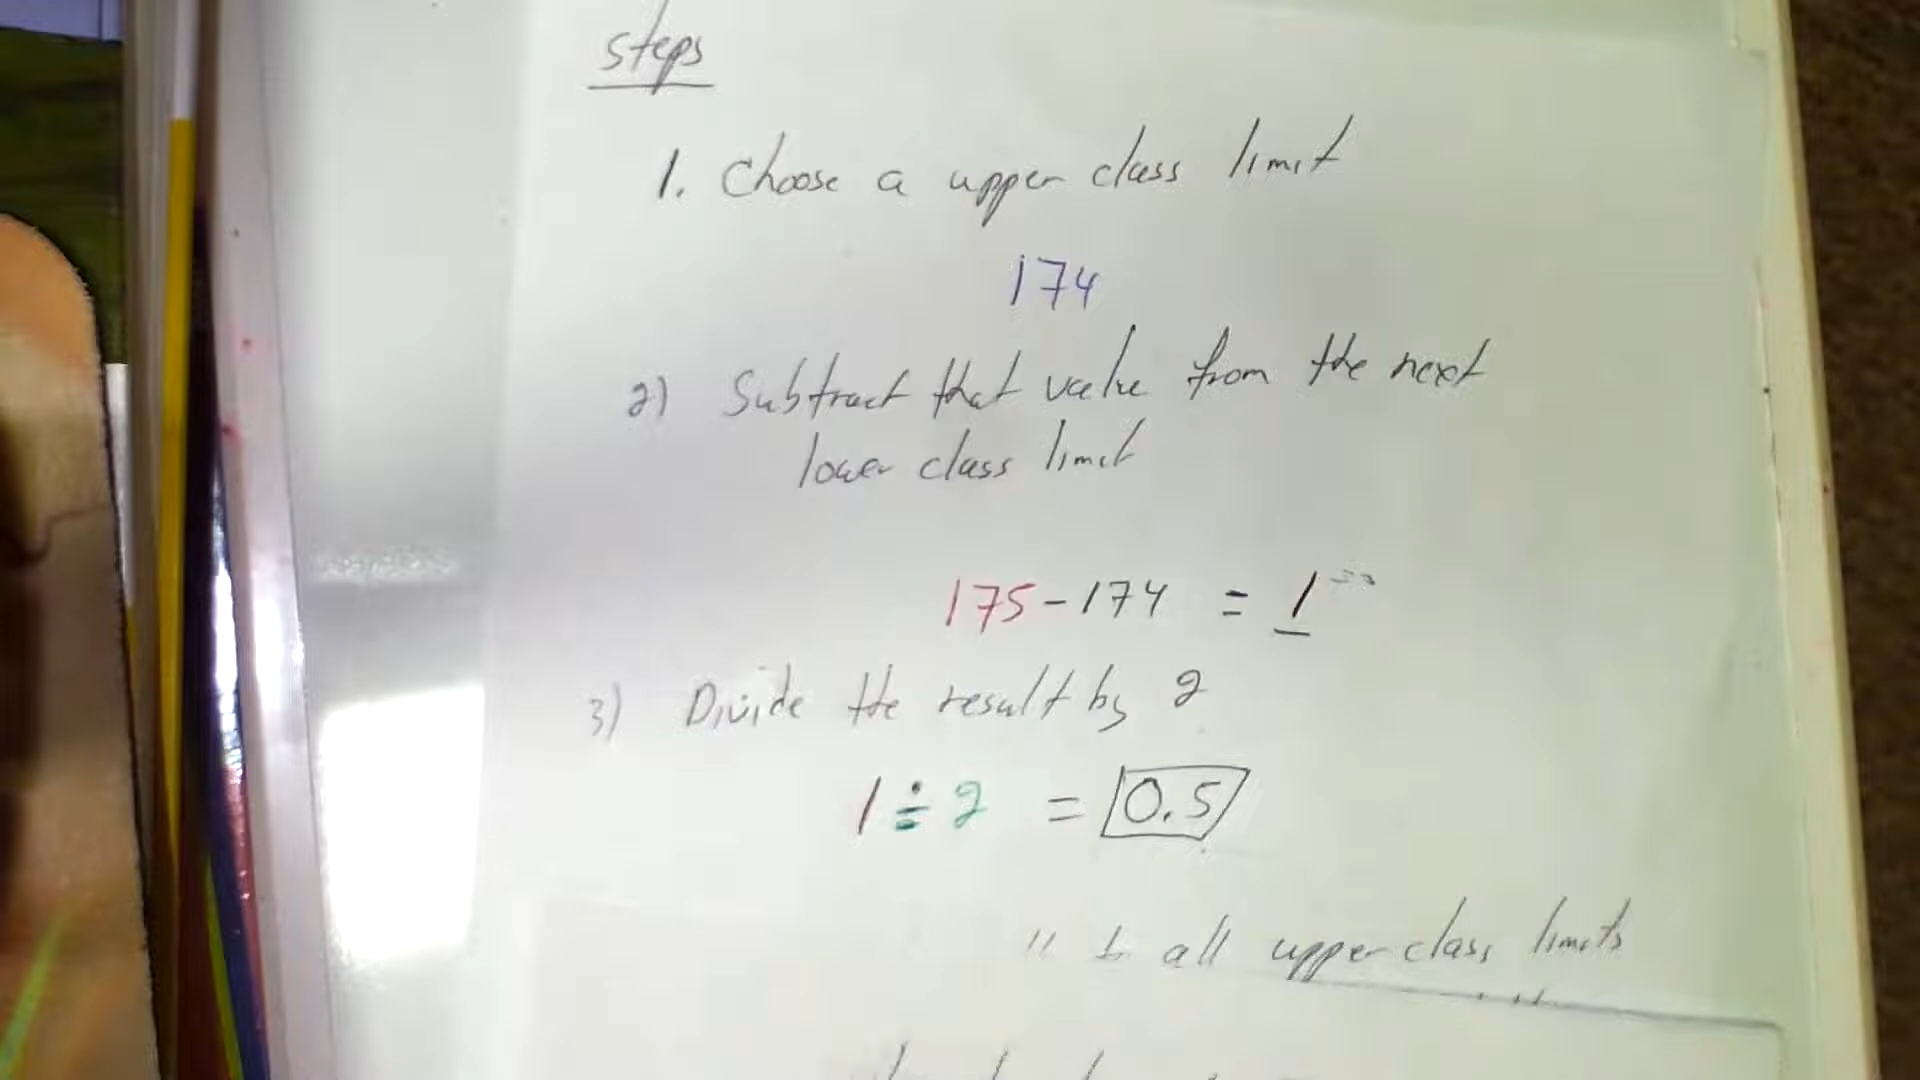 steps
1. Choose a upper class limit
174
2) Subtract that value from the next
lower class limit
175-174 = 1
3) Divide the result by 2
1 ÷ 2 = 0.5
to all upper class limits